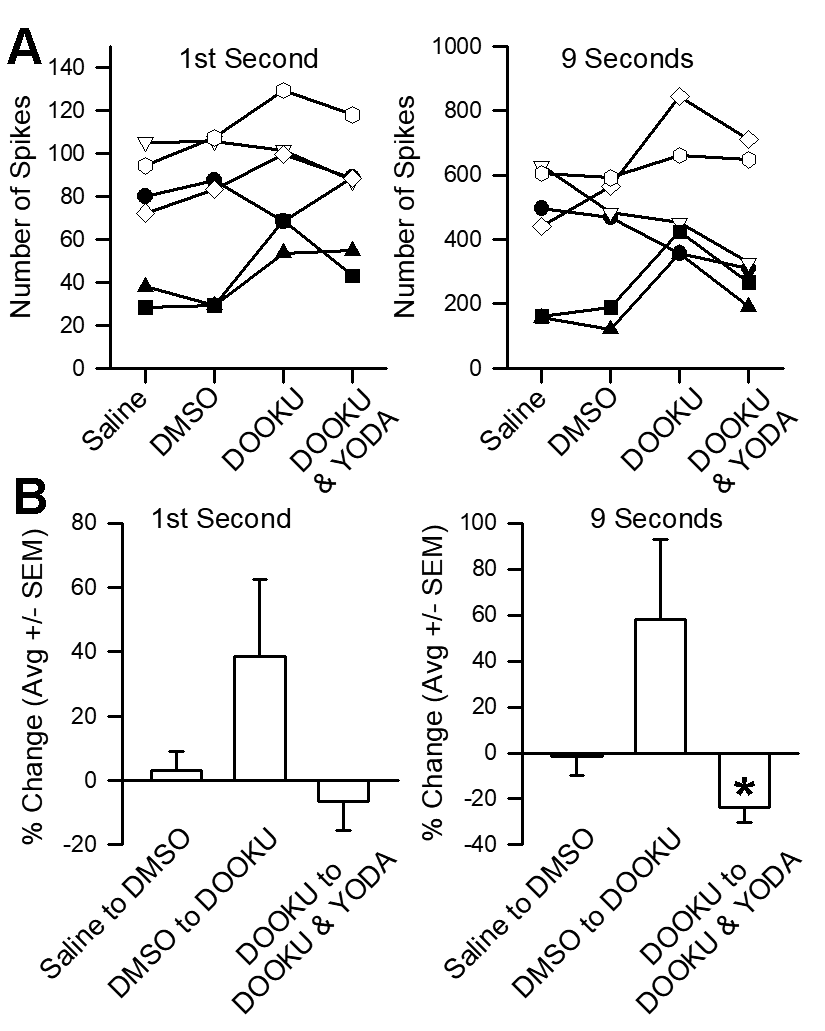 A
1st Second
Number of Spikes
140
120
100
80
60
40
20
0
Saline
DMSO
DOOKU
DOOKU
& YODA
9 Seconds
Number of Spikes
1000
800
600
400
200
0
Saline
DMSO
DOOKU
DOOKU
& YODA
B
1st Second
% Change (Avg +/- SEM)
80
60
40
20
0
-20
Saline to DMSO
DMSO to DOOKU
DOOKU to
DOOKU & YODA
9 Seconds
% Change (Avg +/- SEM)
100
80
60
40
20
0
-20
-40
*
Saline to DMSO
DMSO to DOOKU
DOOKU to
DOOKU & YODA